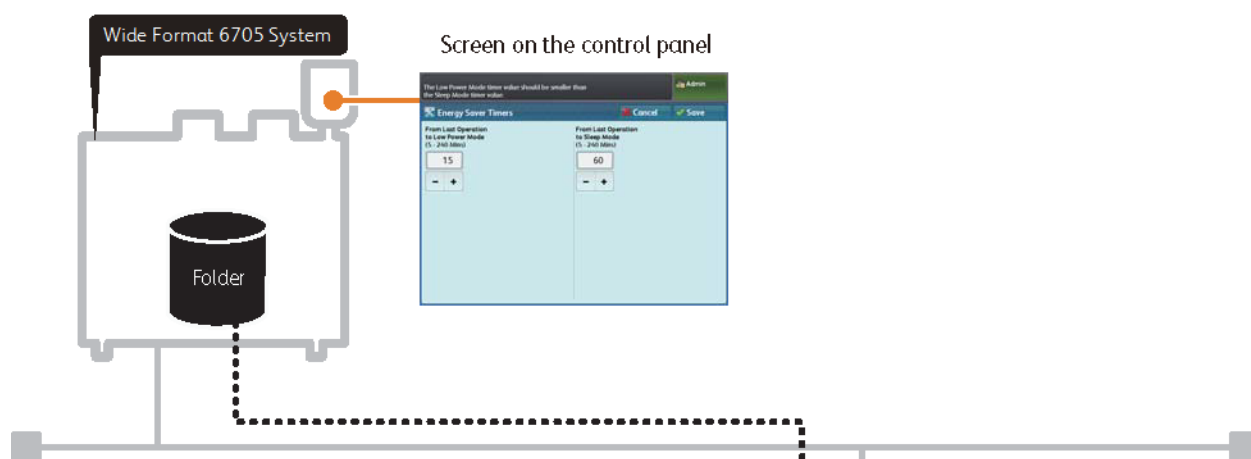 Wide Format 6705 System
Screen on the control panel
The Low Power Mode timer value should be smaller than
the Sleep Mode timer value
Admin
Energy Saver Timers
Cancel
Save
From Last Operation
to Low Power Mode
(5 - 240 Mins)
15
- +
From Last Operation
to Sleep Mode
(5 - 240 Mins)
60
- +
Folder